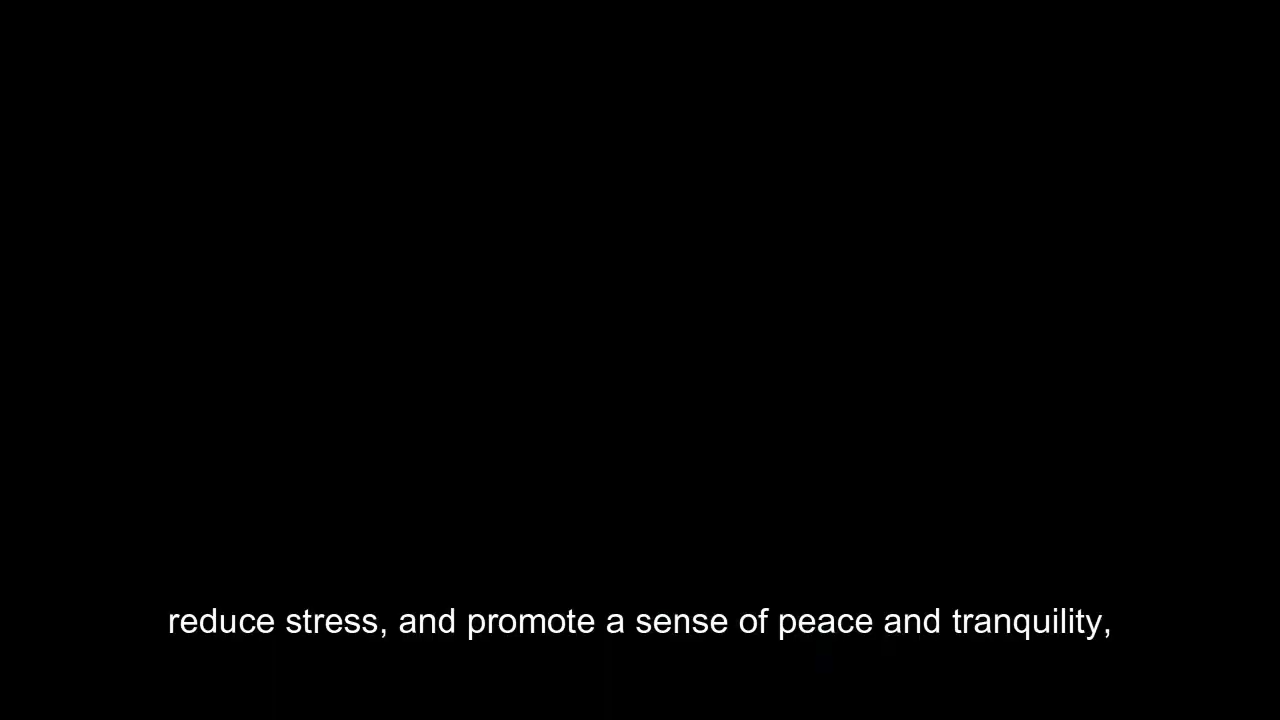 reduce stress, and promote a sense of peace and tranquility,